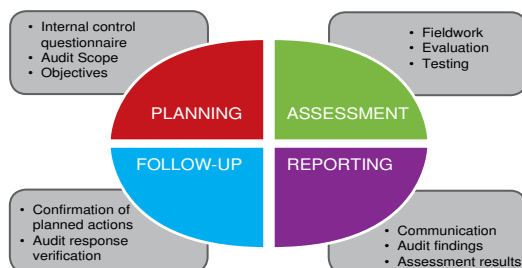 • Internal control
questionnaire
• Audit Scope
• Objectives
• Fieldwork
• Evaluation
• Testing
PLANNING
ASSESSMENT
FOLLOW-UP
REPORTING
• Confirmation of
planned actions
• Audit response
verification
• Communication
• Audit findings
• Assessment results